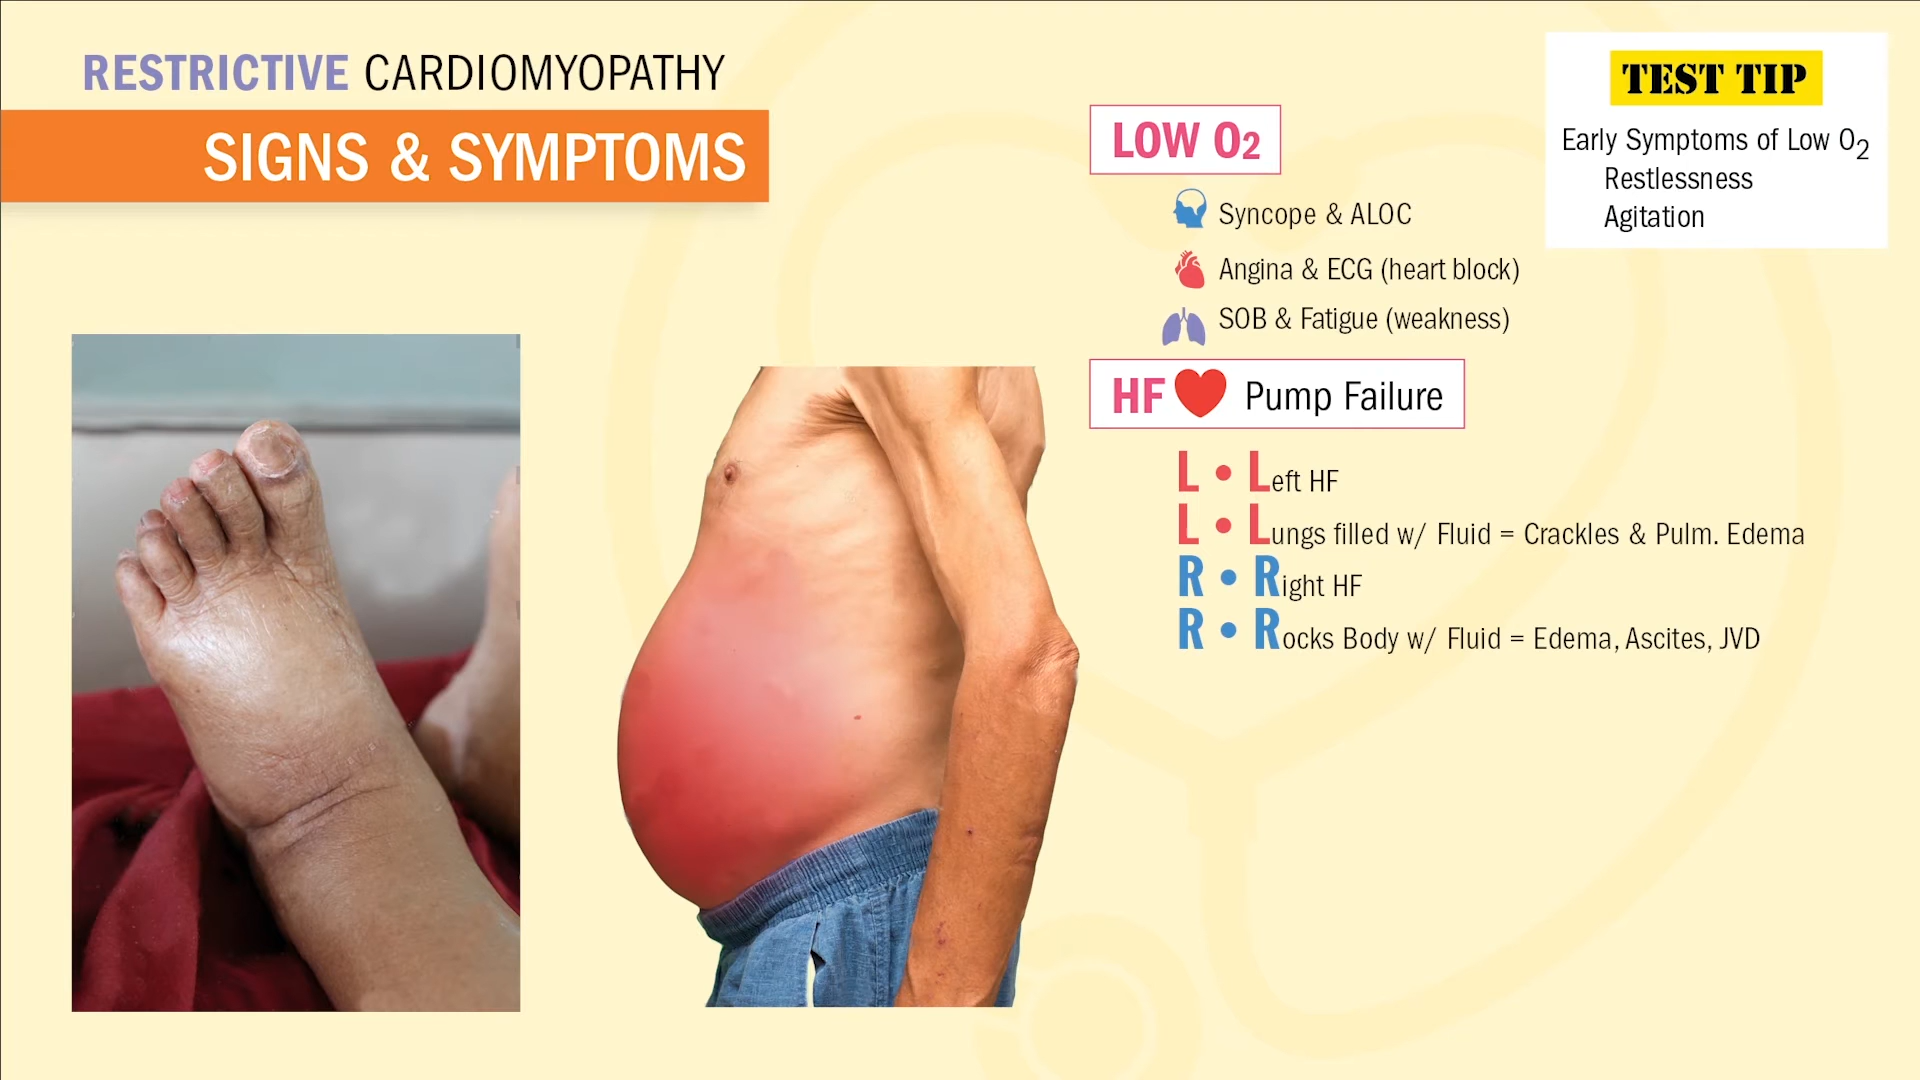 RESTRICTIVE CARDIOMYOPATHY
SIGNS & SYMPTOMS
LOW O2
Syncope & ALOC
Angina & ECG (heart block)
SOB & Fatigue (weakness)
HF Pump Failure
L • Left HF
L • Lungs filled w/ Fluid = Crackles & Pulm. Edema
R • Right HF
R • Rocks Body w/ Fluid = Edema, Ascites, JVD
TEST TIP
Early Symptoms of Low O2
Restlessness
Agitation